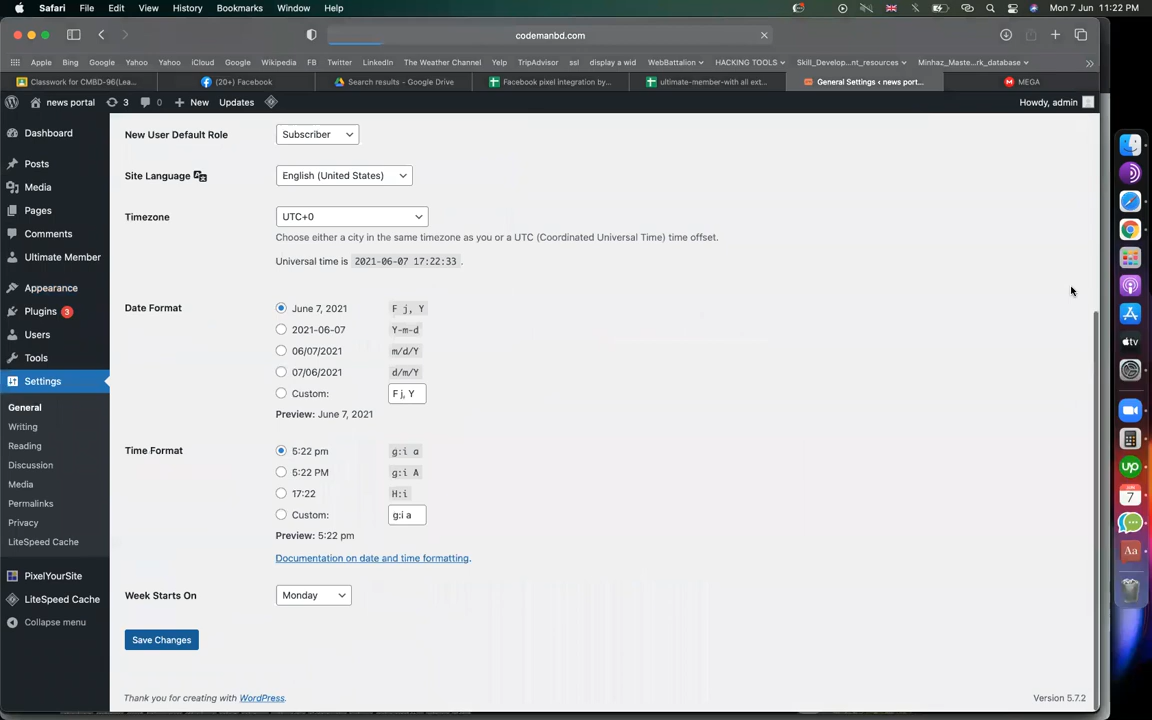 Safari File Edit View History Bookmarks Window Help Mon 7 Jun 11:22 PM
codemanbd.com
Apple Bing Google Yahoo Yahoo iCloud Google Wikipedia FB Twitter LinkedIn The Weather Channel Yelp TripAdvisor ssl display a wid WebBattalion HACKING TOOLS Skill_Develop...nt_resources Minhaz_Maste...rk_database
Classwork for CMBD-96(Lea... (20+) Facebook Search results - Google Drive Facebook pixel integration by... ultimate-member-with all ext... General Settings ‹ news port... MEGA
news portal 3 0 New Updates Howdy, admin
Dashboard
Posts
Media
Pages
Comments
Ultimate Member
Appearance
Plugins 3
Users
Tools
Settings
General
Writing
Reading
Discussion
Media
Permalinks
Privacy
LiteSpeed Cache
PixelYourSite
LiteSpeed Cache
Collapse menu
New User Default Role Subscriber
Site Language English (United States)
Timezone UTC+0
Choose either a city in the same timezone as you or a UTC (Coordinated Universal Time) time offset.
Universal time is 2021-06-07 17:22:33 .
Date Format June 7, 2021 F j, Y
2021-06-07 Y-m-d
06/07/2021 m/d/Y
07/06/2021 d/m/Y
Custom: F j, Y
Preview: June 7, 2021
Time Format 5:22 pm g:i a
5:22 PM g:i A
17:22 H:i
Custom: g:i a
Preview: 5:22 pm
Documentation on date and time formatting.
Week Starts On Monday
Save Changes
Thank you for creating with WordPress. Version 5.7.2
tv
up
7
Aa